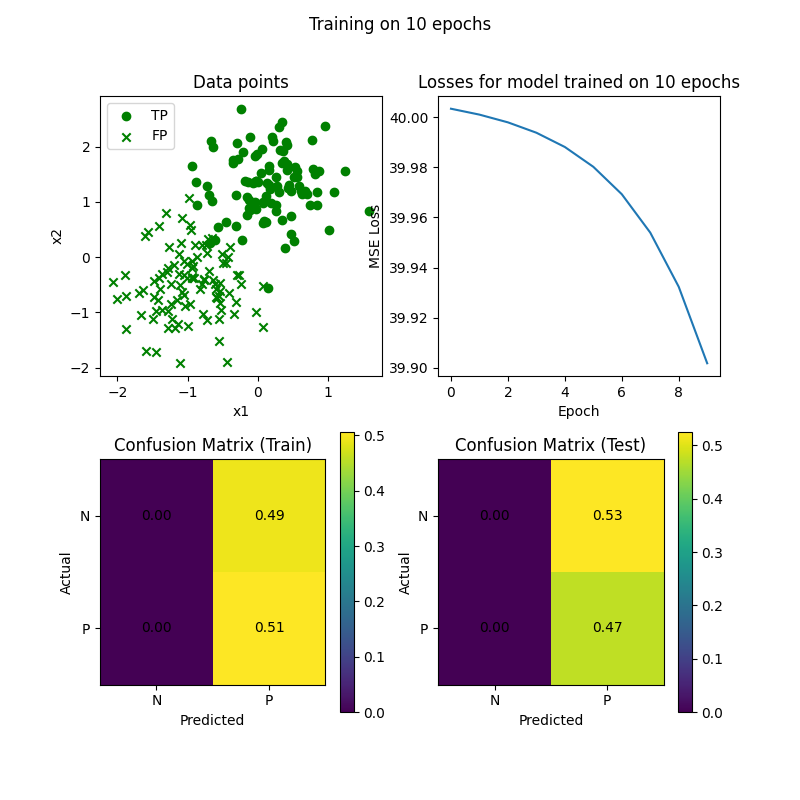 Training on 10 epochs
Data points
TP
FP
2
1
0
−1
−2
x2
−2
−1
0
1
x1
Losses for model trained on 10 epochs
40.00
39.98
39.96
39.94
39.92
39.90
MSE Loss
0
2
4
6
8
Epoch
Confusion Matrix (Train)
N
P
Actual
0.00
0.49
0.00
0.51
N
P
Predicted
0.5
0.4
0.3
0.2
0.1
0.0
Confusion Matrix (Test)
N
P
Actual
0.00
0.53
0.00
0.47
N
P
Predicted
0.5
0.4
0.3
0.2
0.1
0.0